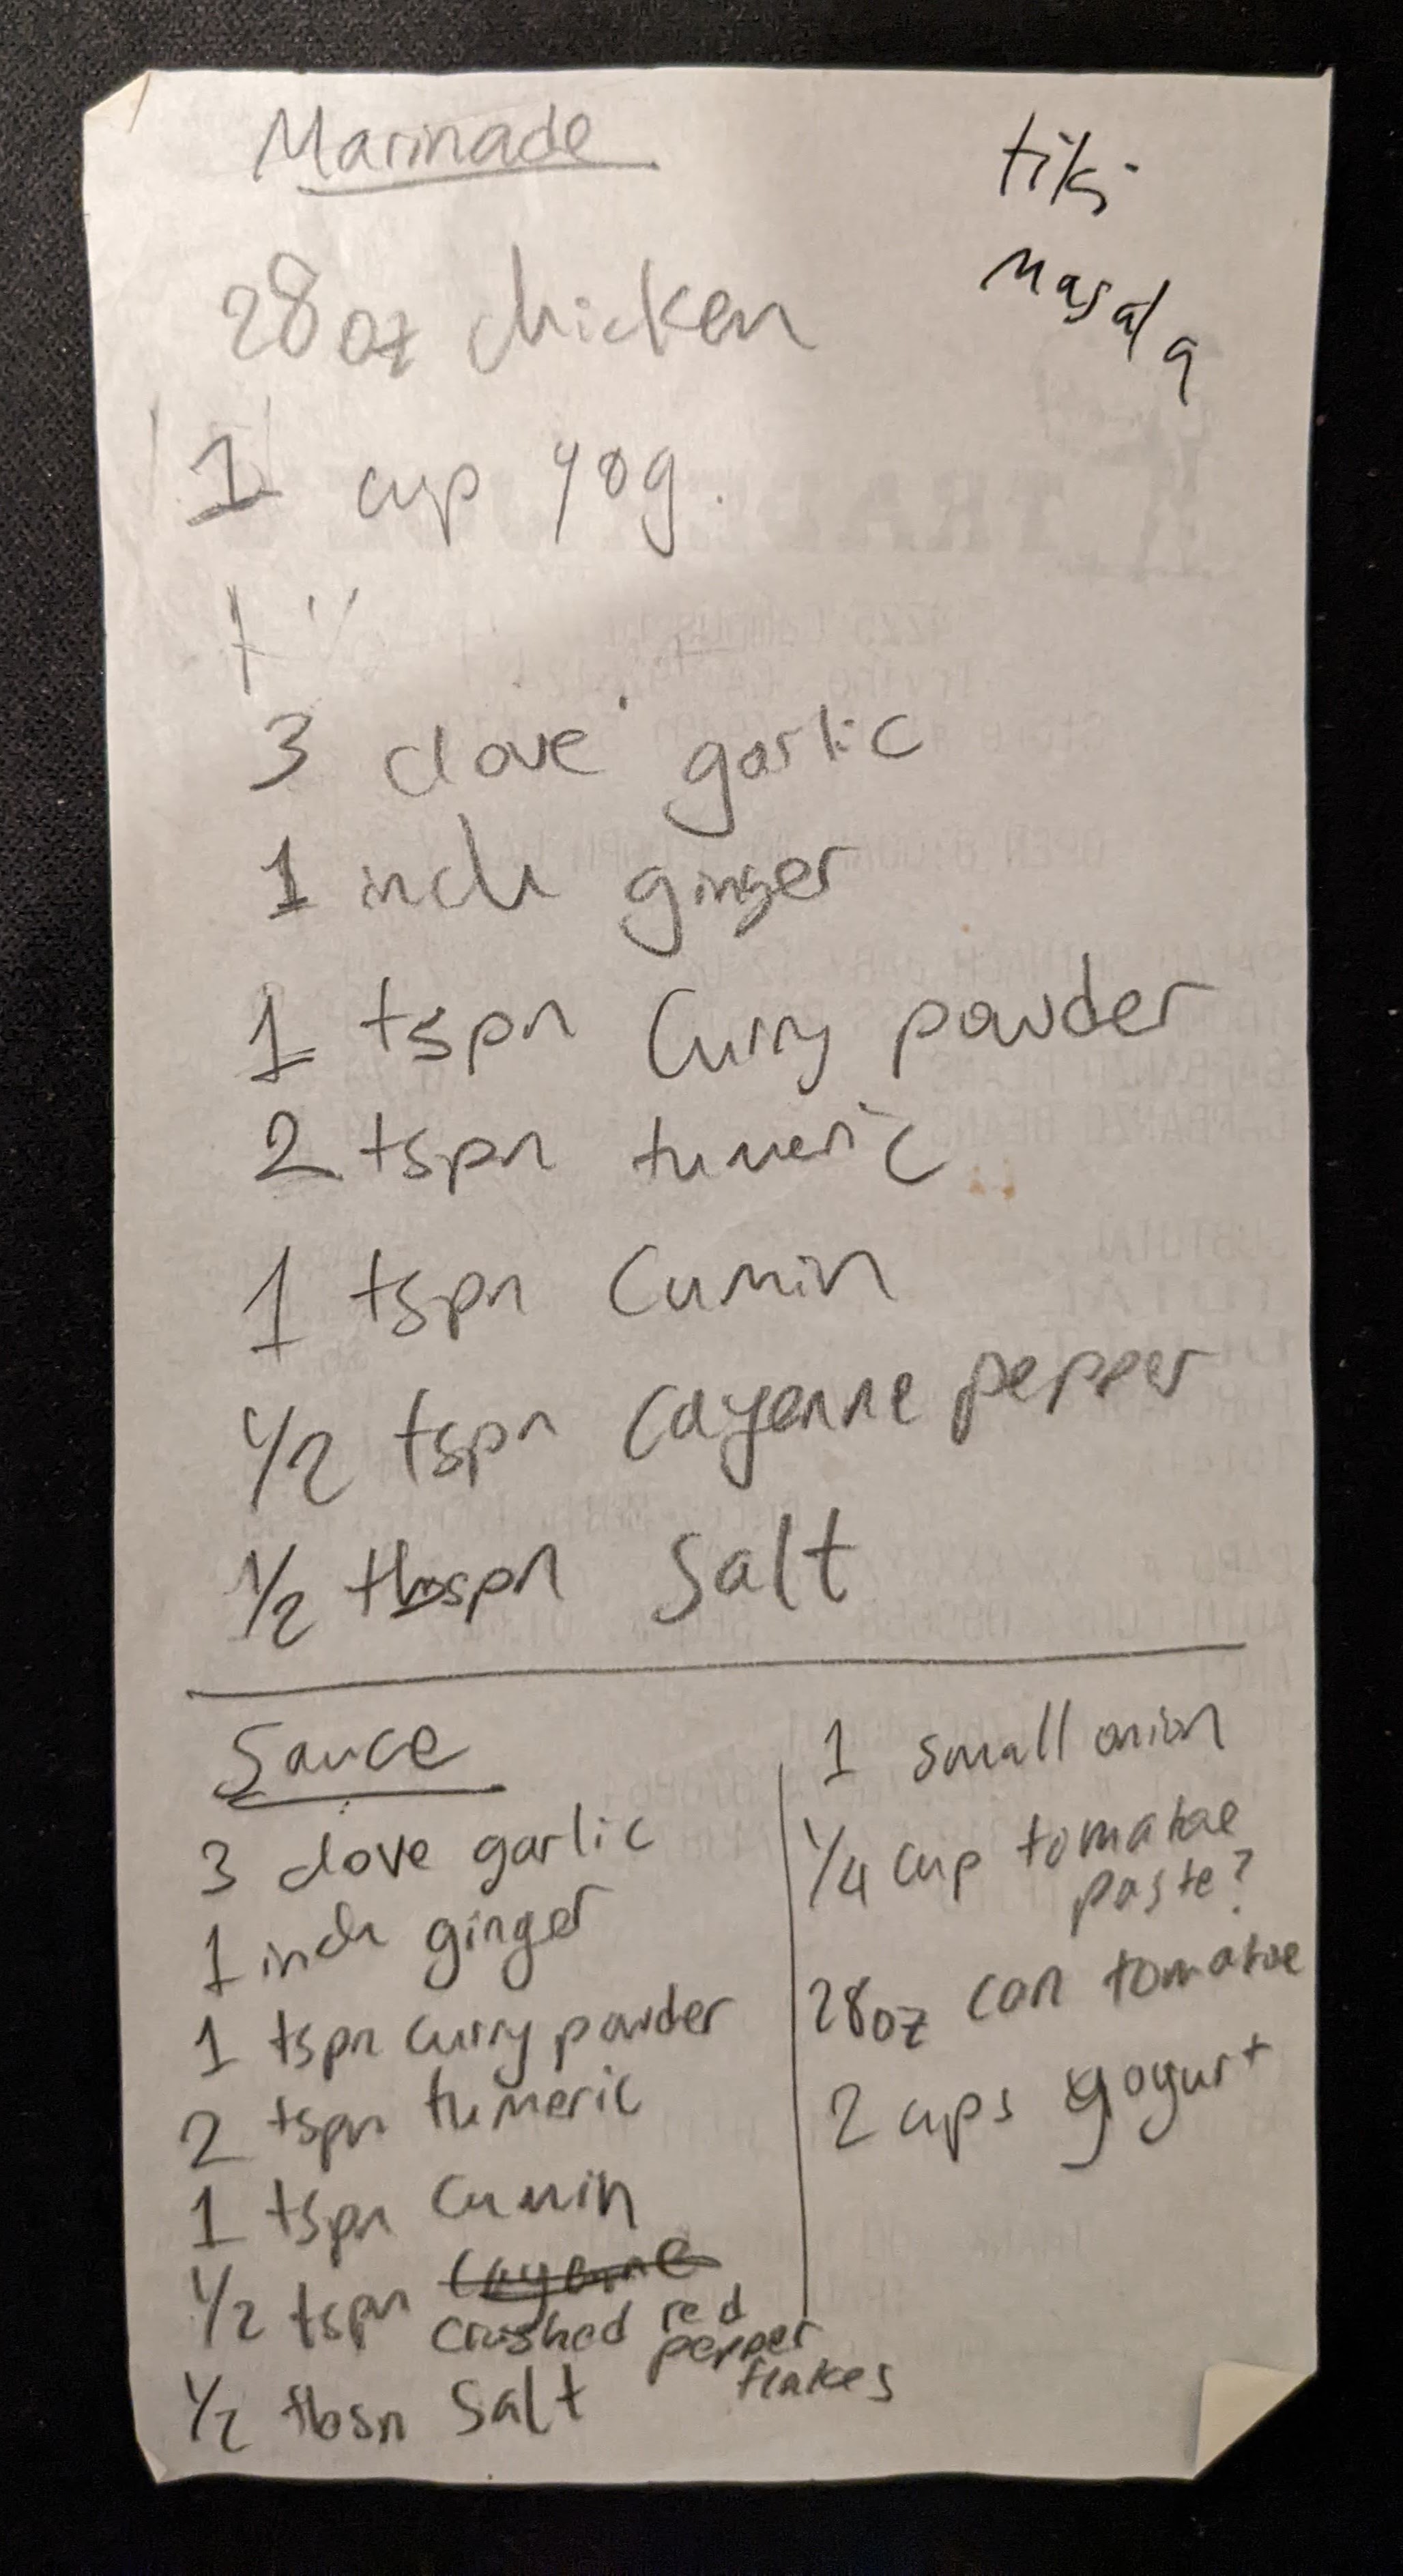 Marinade
tiki
masala
28oz chicken
1 cup yog.
3 clove garlic
1 inch ginger
1 tspn Curry powder
2 tspn tumeric
1 tspn Cumin
1/2 tspn Cayenne pepper
1/2 tbspn Salt
Sauce
3 clove garlic
1 inch ginger
1 tspn curry powder
2 tspn tumeric
1 tspn Cumin
1/2 tspn Cayenne
crushed red
pepper
flakes
1/2 tbsn Salt
1 small onion
1/4 cup tomatoe
paste?
28oz can tomatoe
2 cups yogurt